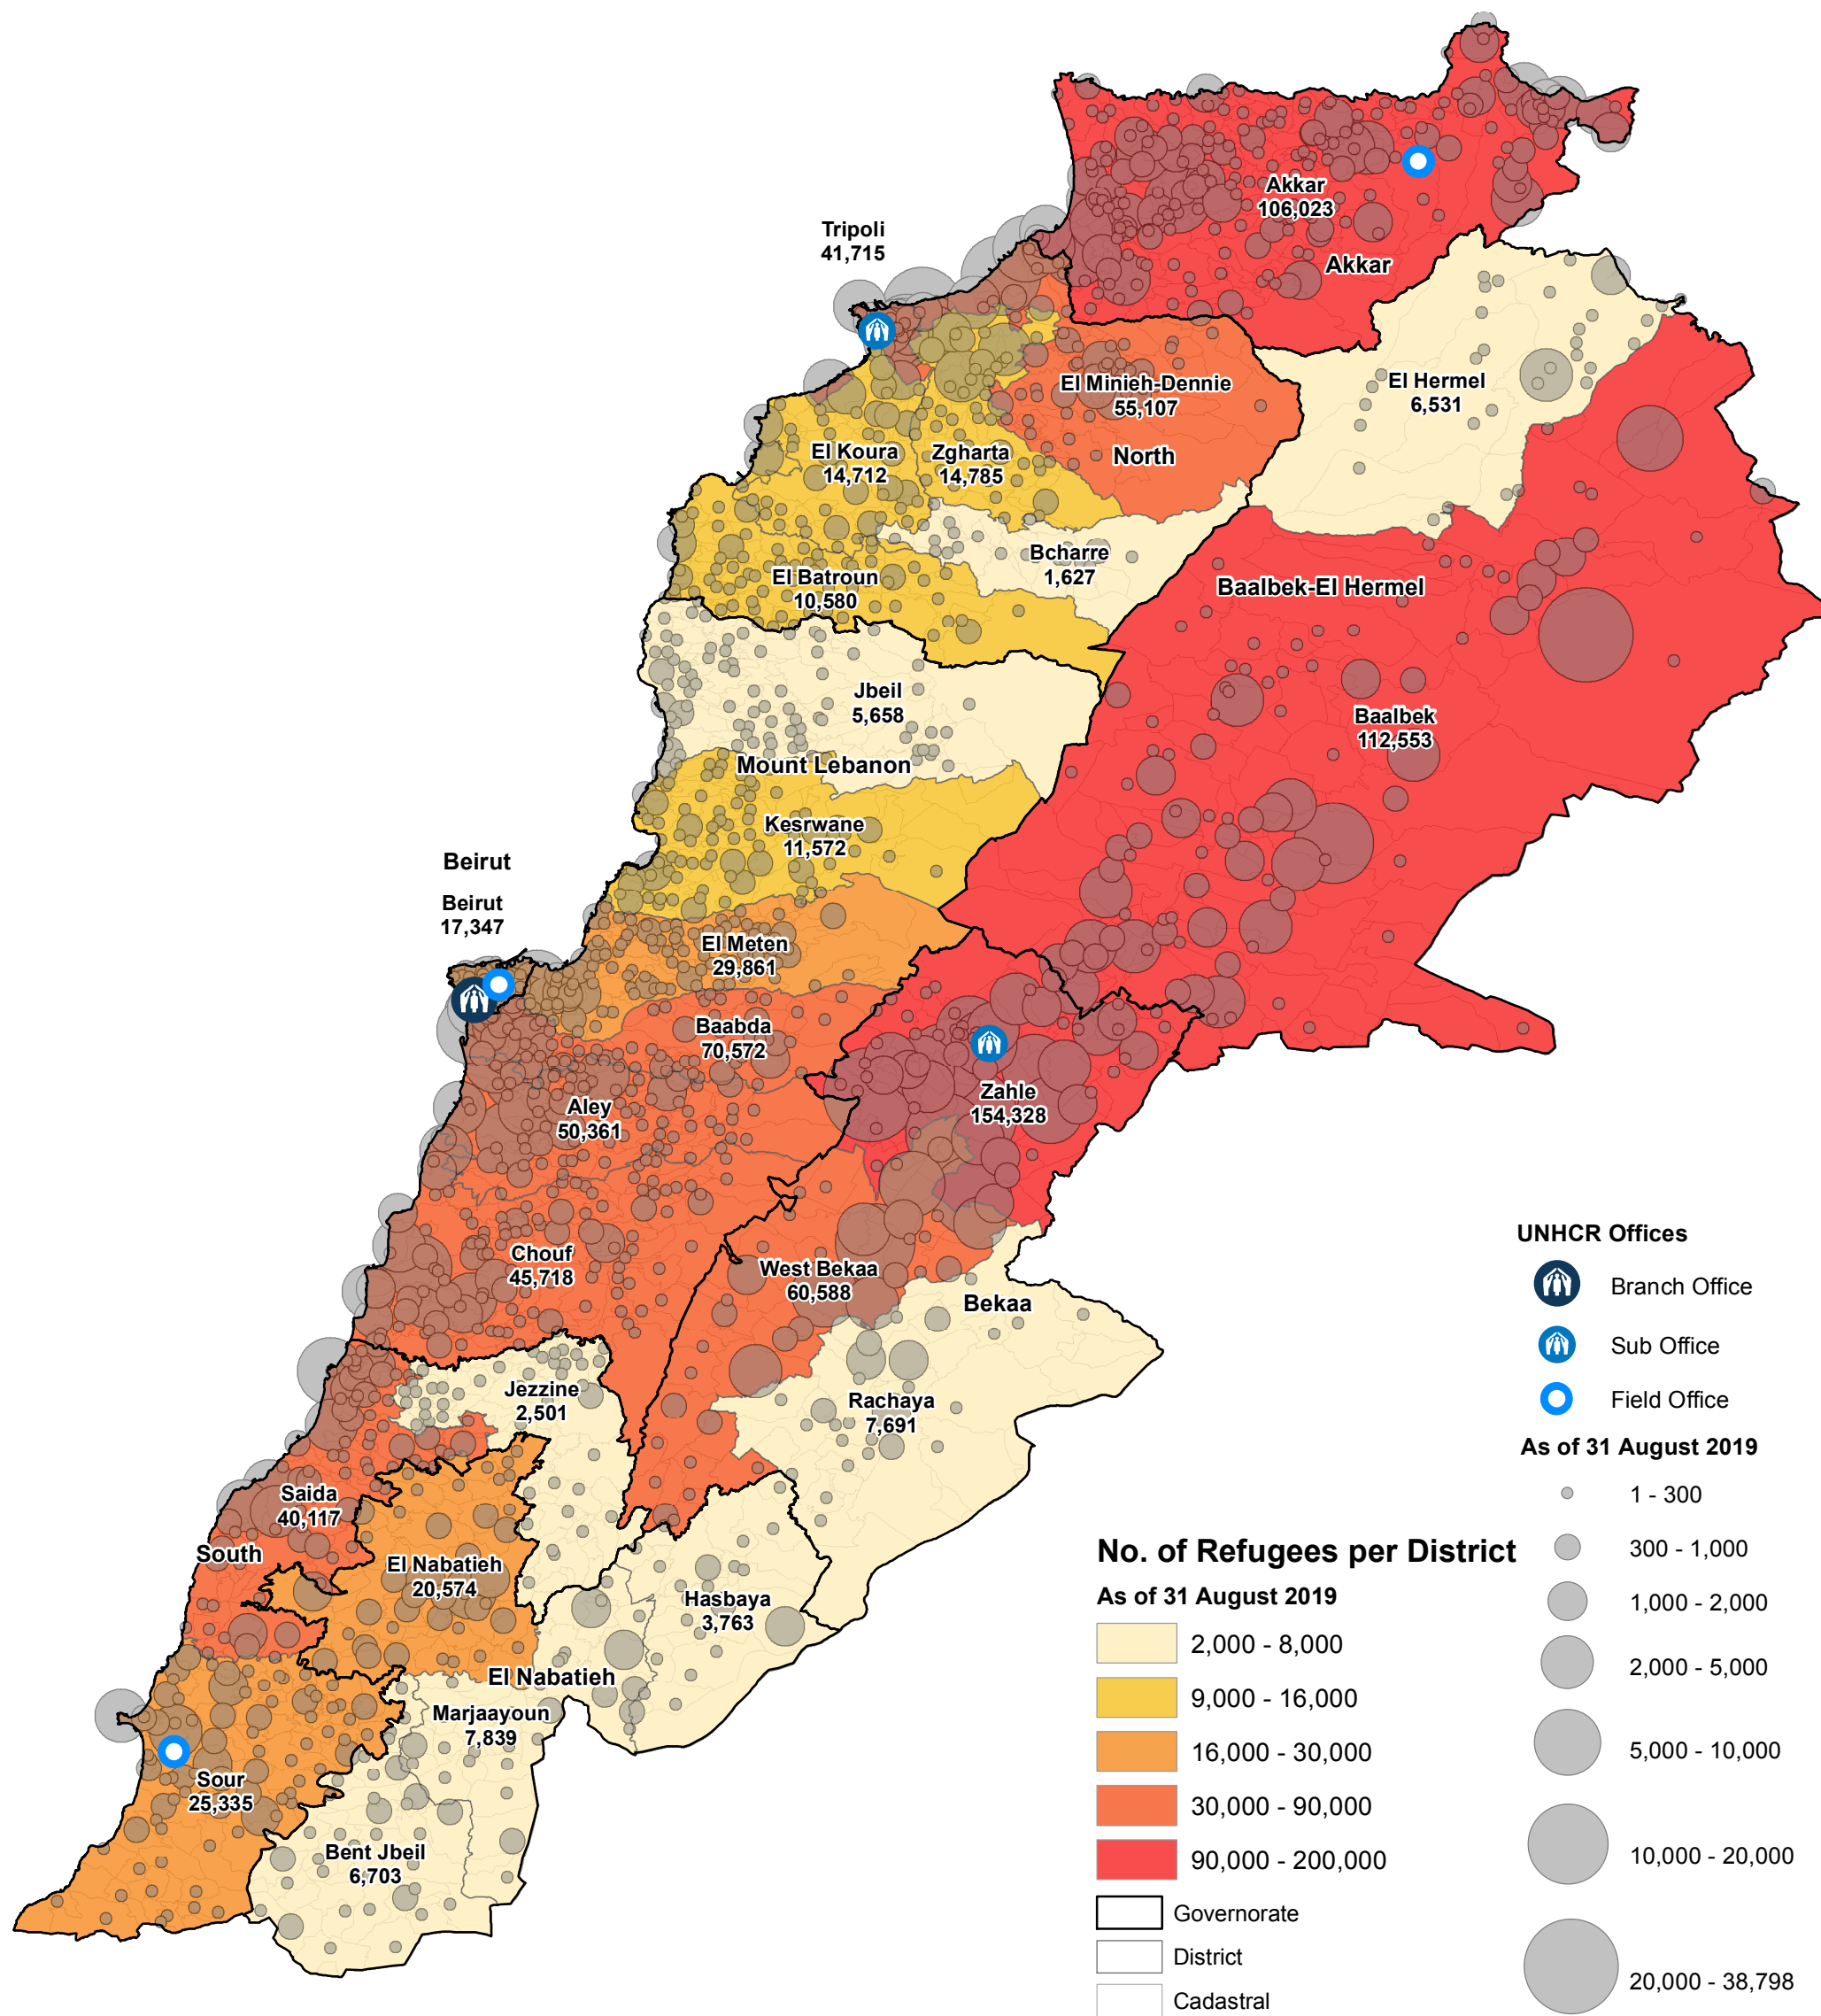 Akkar
106,023
Akkar
Tripoli
41,715
El Minieh-Dennie
55,107
North
El Hermel
6,531
El Koura
14,712
Zgharta
14,785
Bcharre
1,627
El Batroun
10,580
Baalbek-El Hermel
Jbeil
5,658
Baalbek
112,553
Mount Lebanon
Kesrwane
11,572
Beirut
Beirut
17,347
El Meten
29,861
Baabda
70,572
Zahle
154,328
Aley
50,361
Chouf
45,718
West Bekaa
60,588
Bekaa
Jezzine
2,501
Rachaya
7,691
Saida
40,117
South
El Nabatieh
20,574
Hasbaya
3,763
El Nabatieh
Marjaayoun
7,839
Sour
25,335
Bent Jbeil
6,703
UNHCR Offices
Branch Office
Sub Office
Field Office
As of 31 August 2019
1 - 300
300 - 1,000
1,000 - 2,000
2,000 - 5,000
5,000 - 10,000
10,000 - 20,000
20,000 - 38,798
No. of Refugees per District
As of 31 August 2019
2,000 - 8,000
9,000 - 16,000
16,000 - 30,000
30,000 - 90,000
90,000 - 200,000
Governorate
District
Cadastral